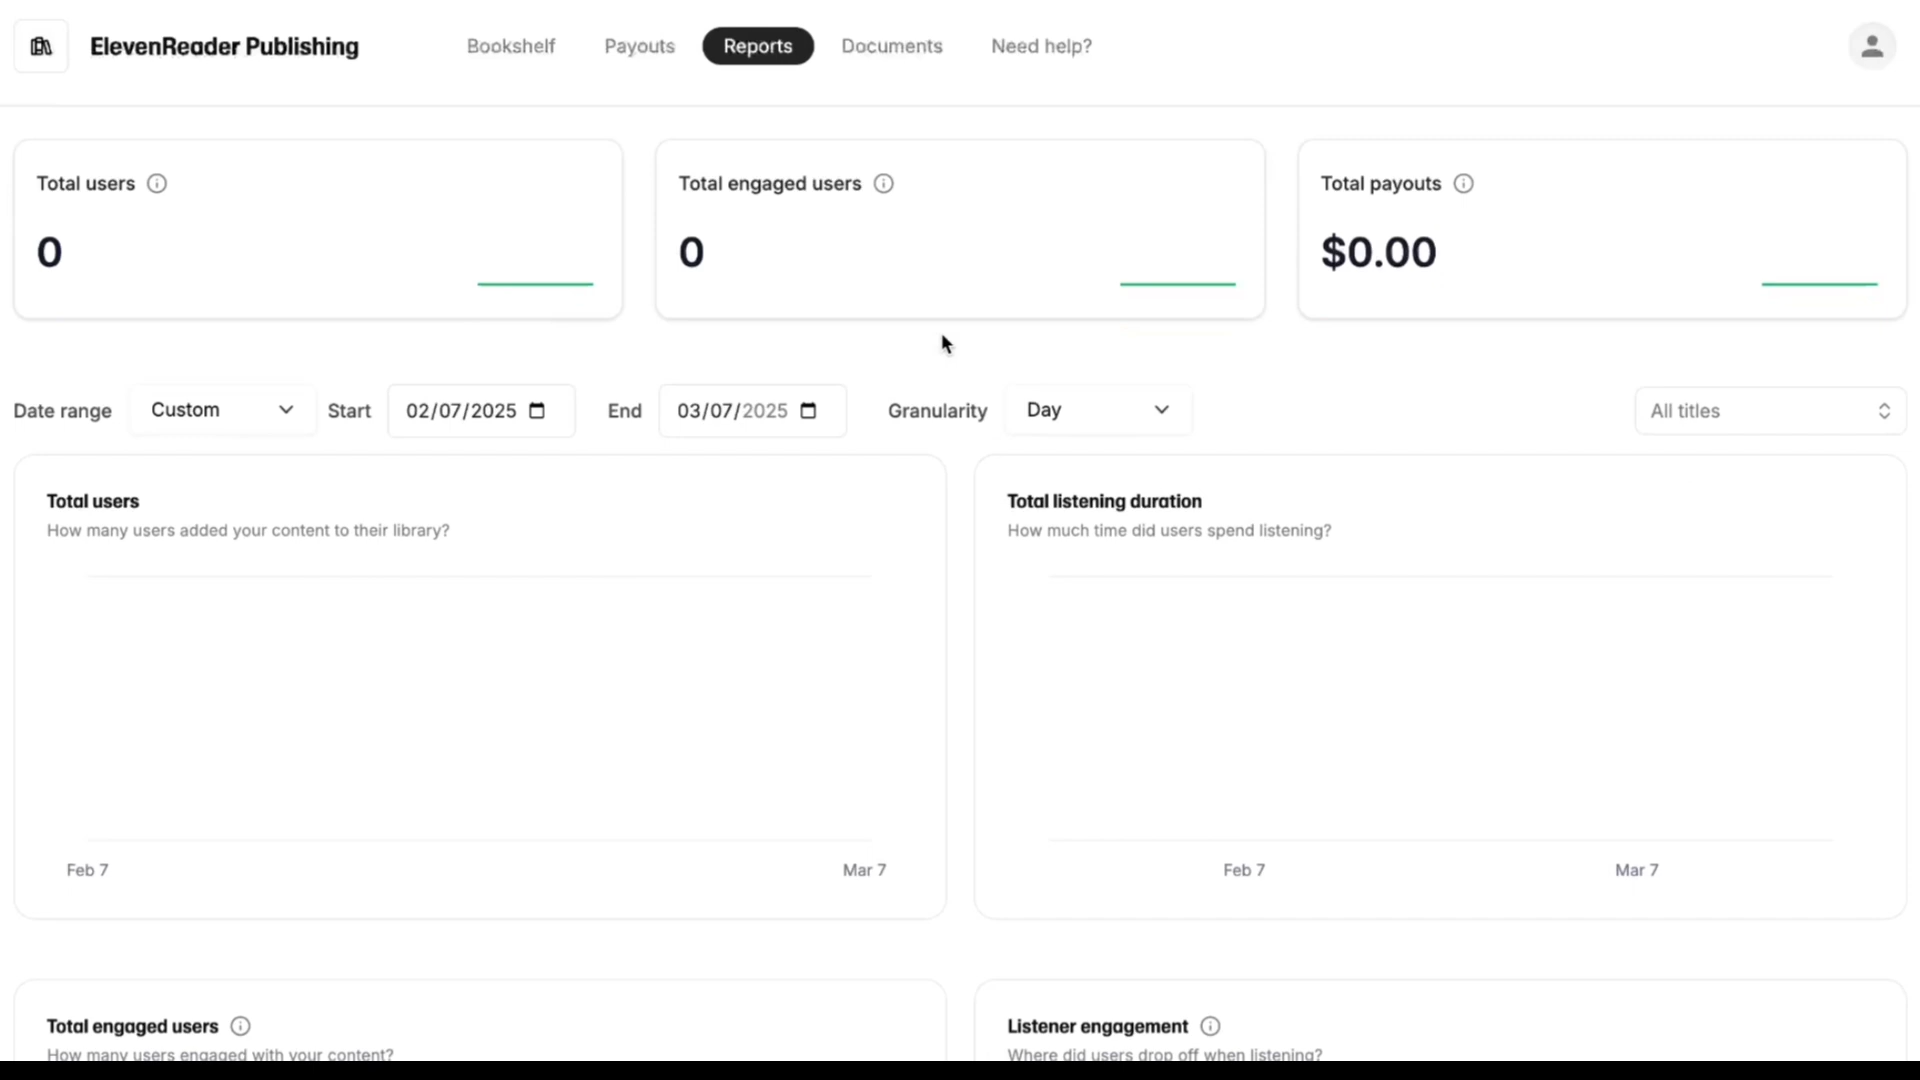 ElevenReader Publishing Bookshelf Payouts Reports Documents Need help?
Total users
0
Total engaged users
0
Total payouts
$0.00
Date range Custom Start 02/07/2025 End 03/07/2025 Granularity Day All titles
Total users
How many users added your content to their library?
Feb 7 Mar 7
Total listening duration
How much time did users spend listening?
Feb 7 Mar 7
Total engaged users
How many users engaged with your content?
Listener engagement
Where did users drop off when listening?